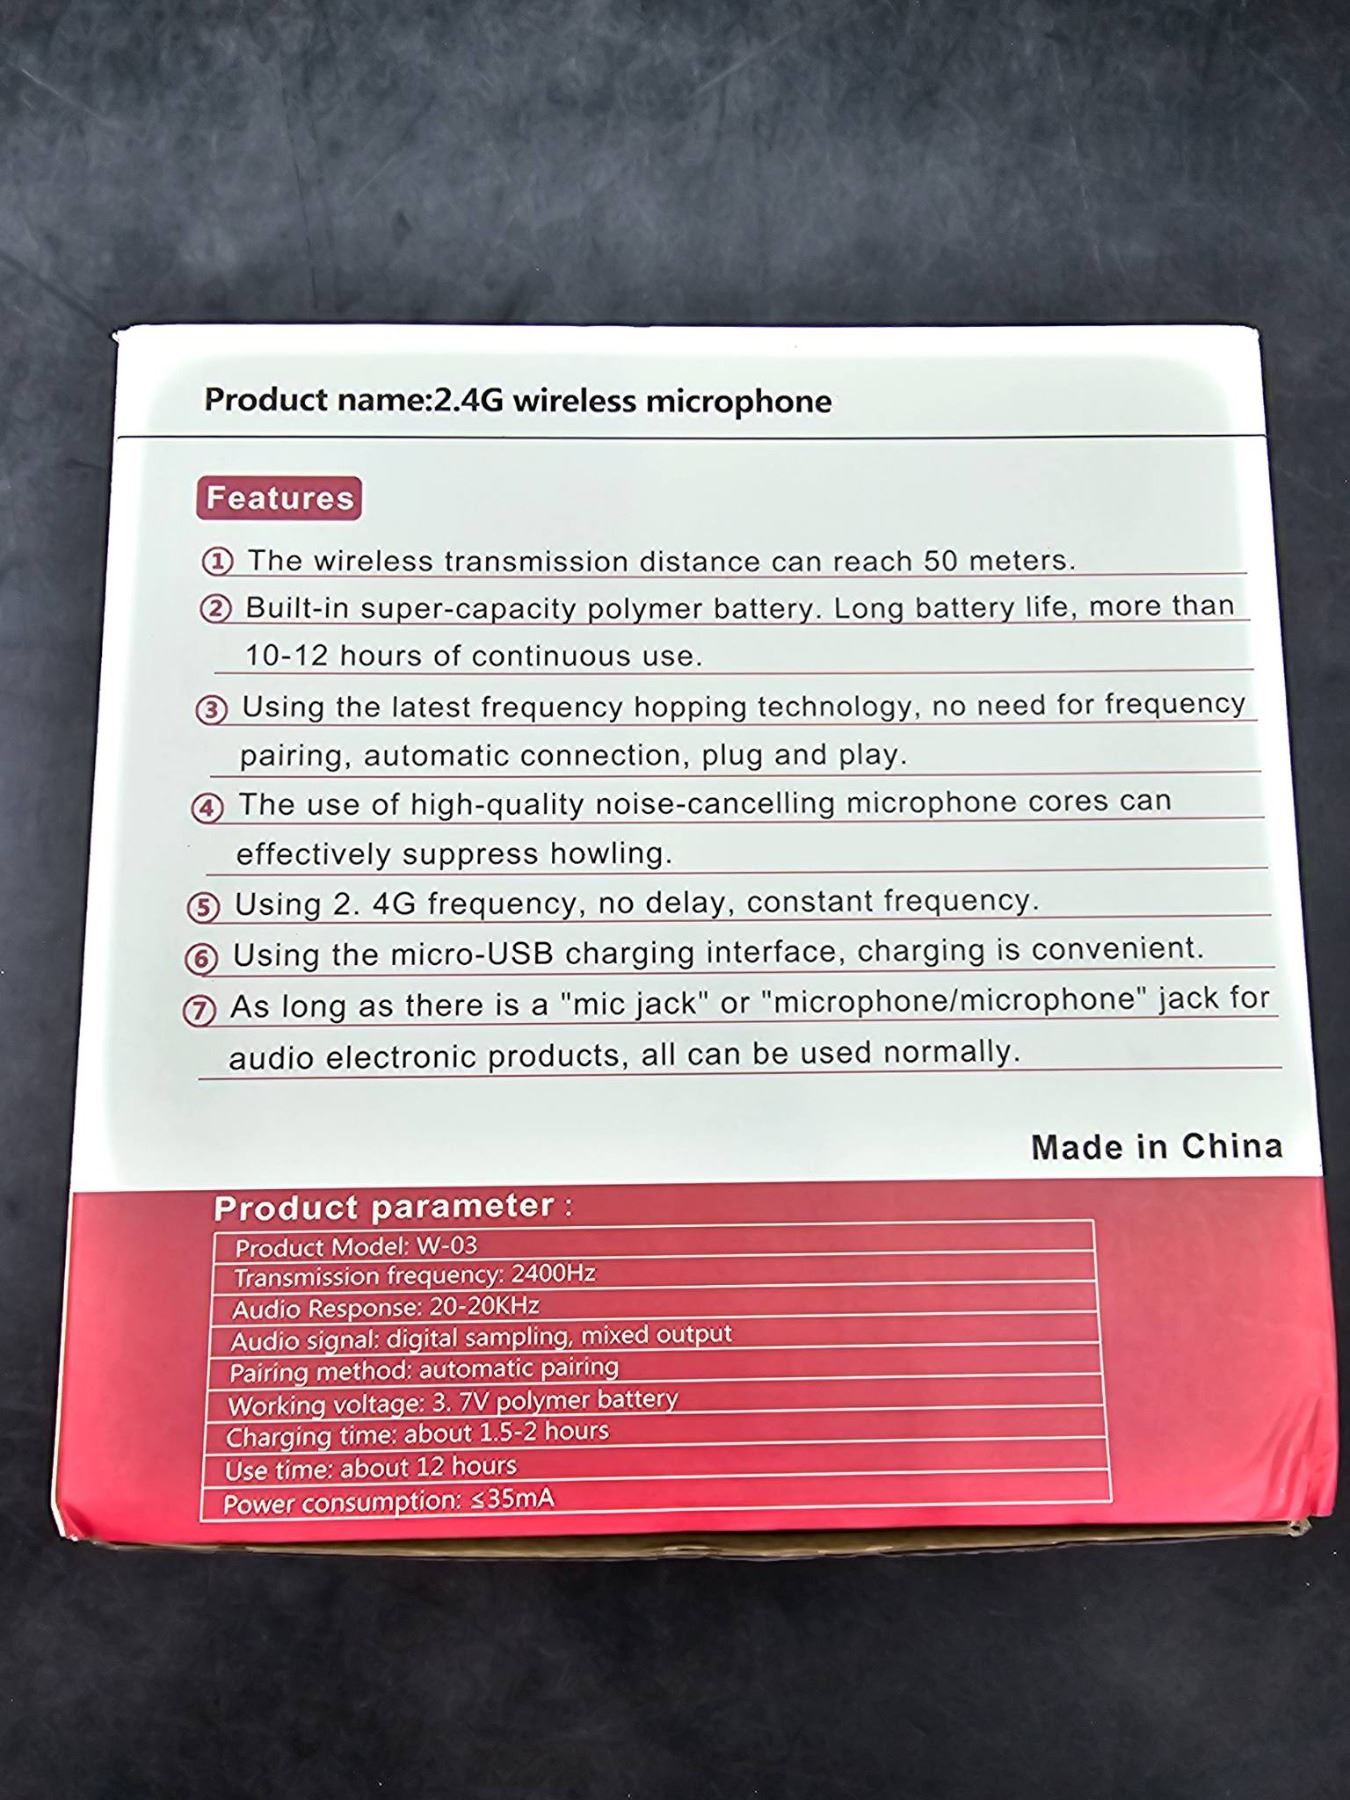 Product name:2.4G wireless microphone
Features
① The wireless transmission distance can reach 50 meters.
② Built-in super-capacity polymer battery. Long battery life, more than
10-12 hours of continuous use.
③ Using the latest frequency hopping technology, no need for frequency
pairing, automatic connection, plug and play.
④ The use of high-quality noise-cancelling microphone cores can
effectively suppress howling.
⑤ Using 2. 4G frequency, no delay, constant frequency.
⑥ Using the micro-USB charging interface, charging is convenient.
⑦ As long as there is a "mic jack" or "microphone/microphone" jack for
audio electronic products, all can be used normally.
Made in China
Product parameter :
Product Model: W-03
Transmission frequency: 2400Hz
Audio Response: 20-20KHz
Audio signal: digital sampling, mixed output
Pairing method: automatic pairing
Working voltage: 3. 7V polymer battery
Charging time: about 1.5-2 hours
Use time: about 12 hours
Power consumption: ≤35mA